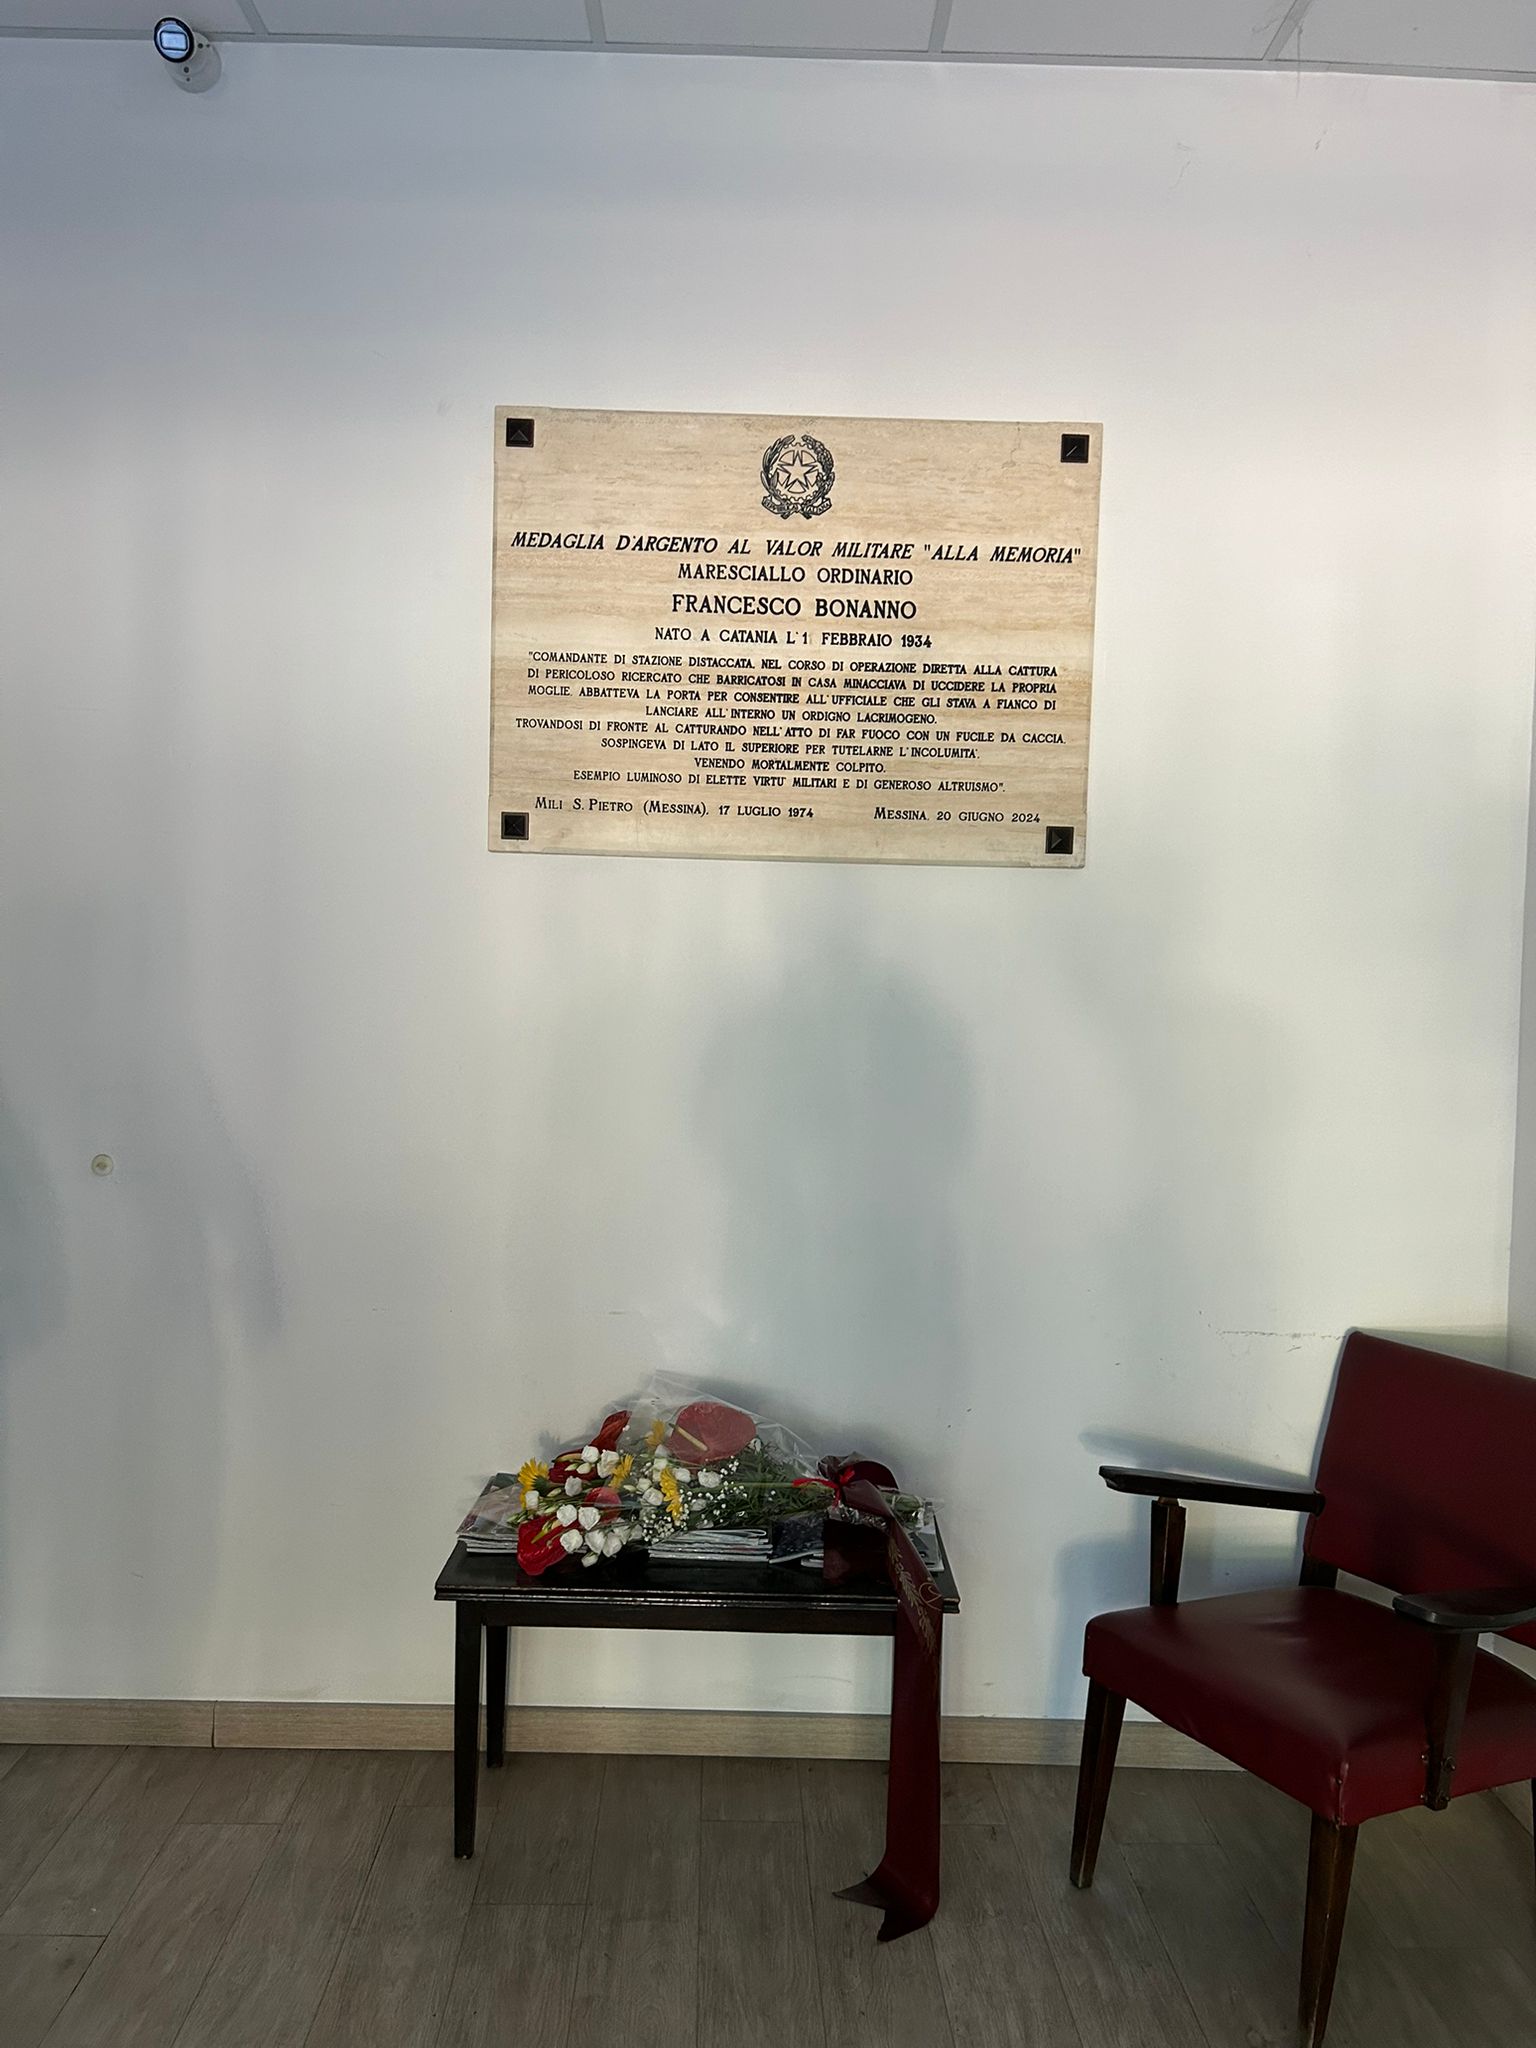 REPVBBLICA ITALIANA
MEDAGLIA D'ARGENTO AL VALOR MILITARE "ALLA MEMORIA"
MARESCIALLO ORDINARIO
FRANCESCO BONANNO
NATO A CATANIA L'1 FEBBRAIO 1934
"COMANDANTE DI STAZIONE DISTACCATA, NEL CORSO DI OPERAZIONE DIRETTA ALLA CATTURA
DI PERICOLOSO RICERCATO CHE BARRICATOSI IN CASA MINACCIAVA DI UCCIDERE LA PROPRIA
MOGLIE, ABBATTEVA LA PORTA PER CONSENTIRE ALL'UFFICIALE CHE GLI STAVA A FIANCO DI
LANCIARE ALL'INTERNO UN ORDIGNO LACRIMOGENO.
TROVANDOSI DI FRONTE AL CATTURANDO NELL'ATTO DI FAR FUOCO CON UN FUCILE DA CACCIA,
SOSPINGEVA DI LATO IL SUPERIORE PER TUTELARNE L'INCOLUMITA',
VENENDO MORTALMENTE COLPITO.
ESEMPIO LUMINOSO DI ELETTE VIRTU' MILITARI E DI GENEROSO ALTRUISMO".
MILI S. PIETRO (MESSINA), 17 LUGLIO 1974 MESSINA, 20 GIUGNO 2024